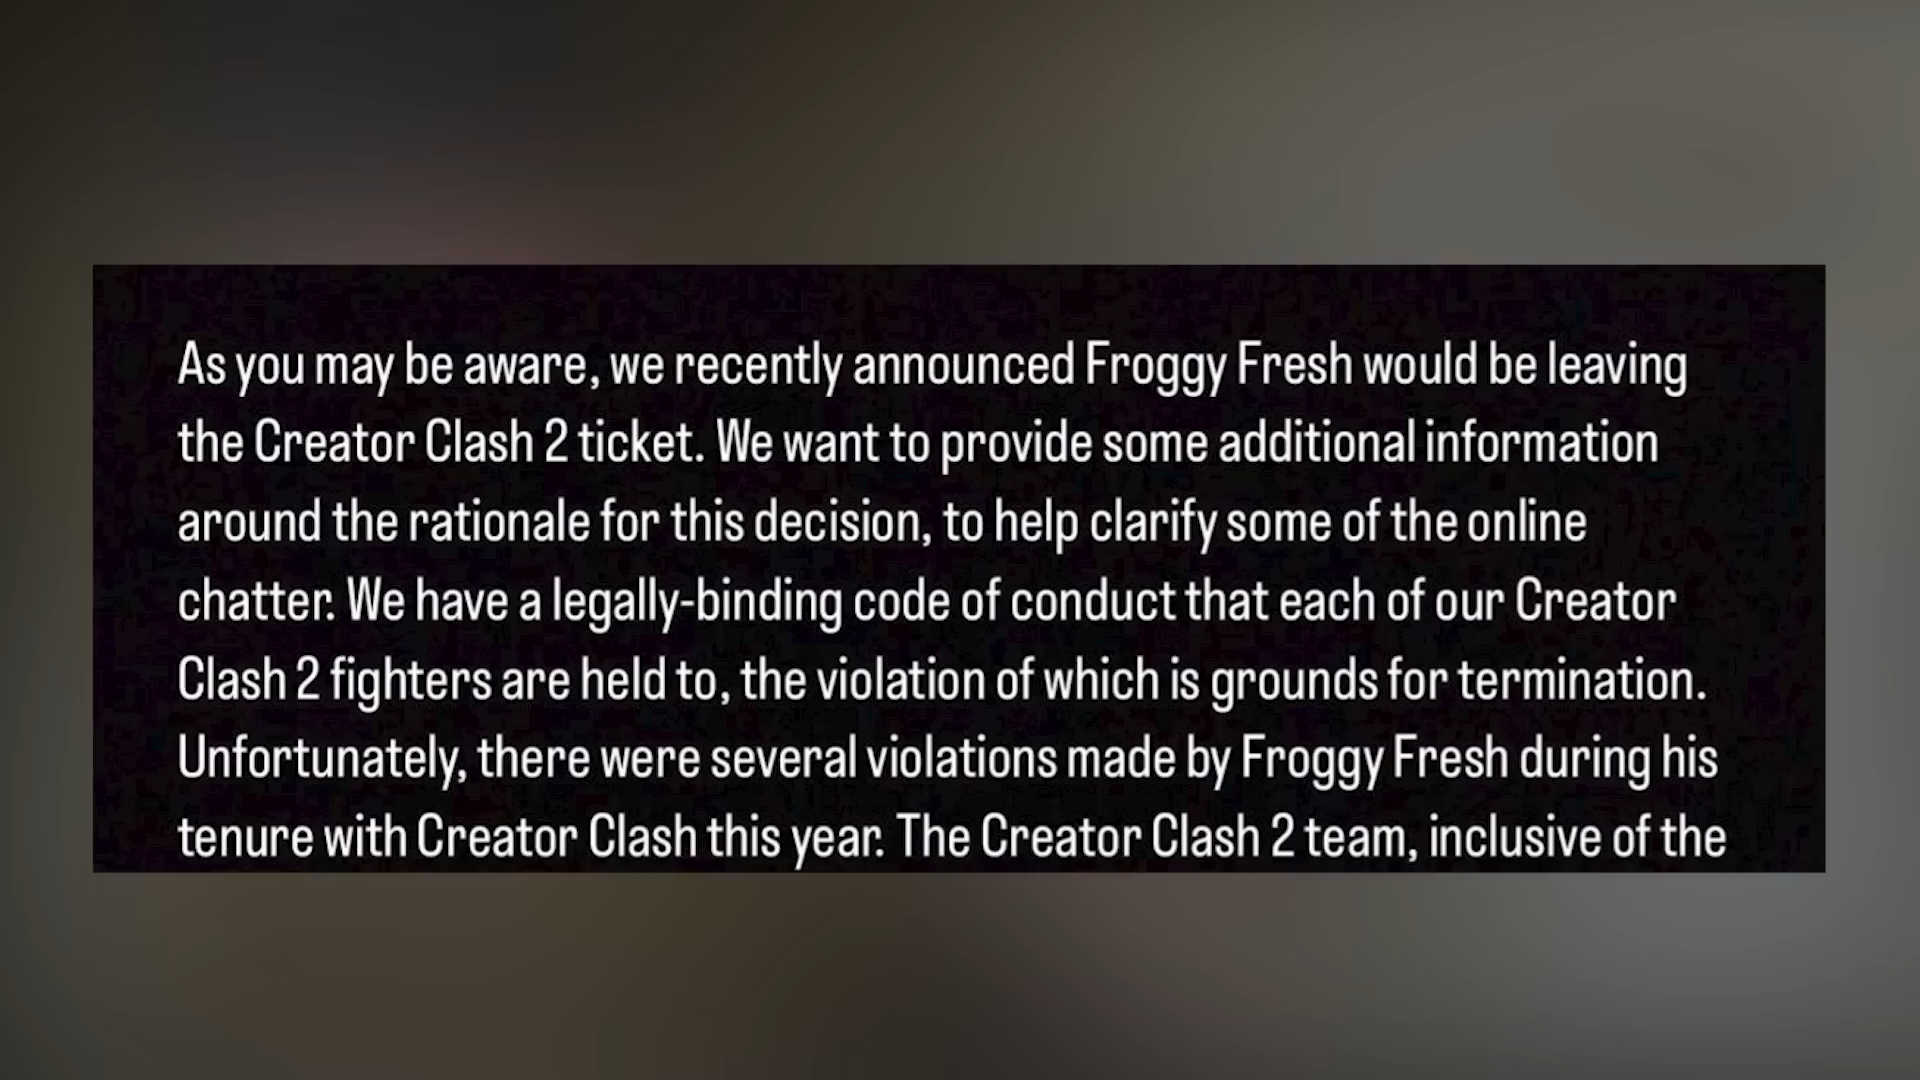 As you may be aware, we recently announced Froggy Fresh would be leaving
the Creator Clash 2 ticket. We want to provide some additional information
around the rationale for this decision, to help clarify some of the online
chatter. We have a legally-binding code of conduct that each of our Creator
Clash 2 fighters are held to, the violation of which is grounds for termination.
Unfortunately, there were several violations made by Froggy Fresh during his
tenure with Creator Clash this year. The Creator Clash 2 team, inclusive of the